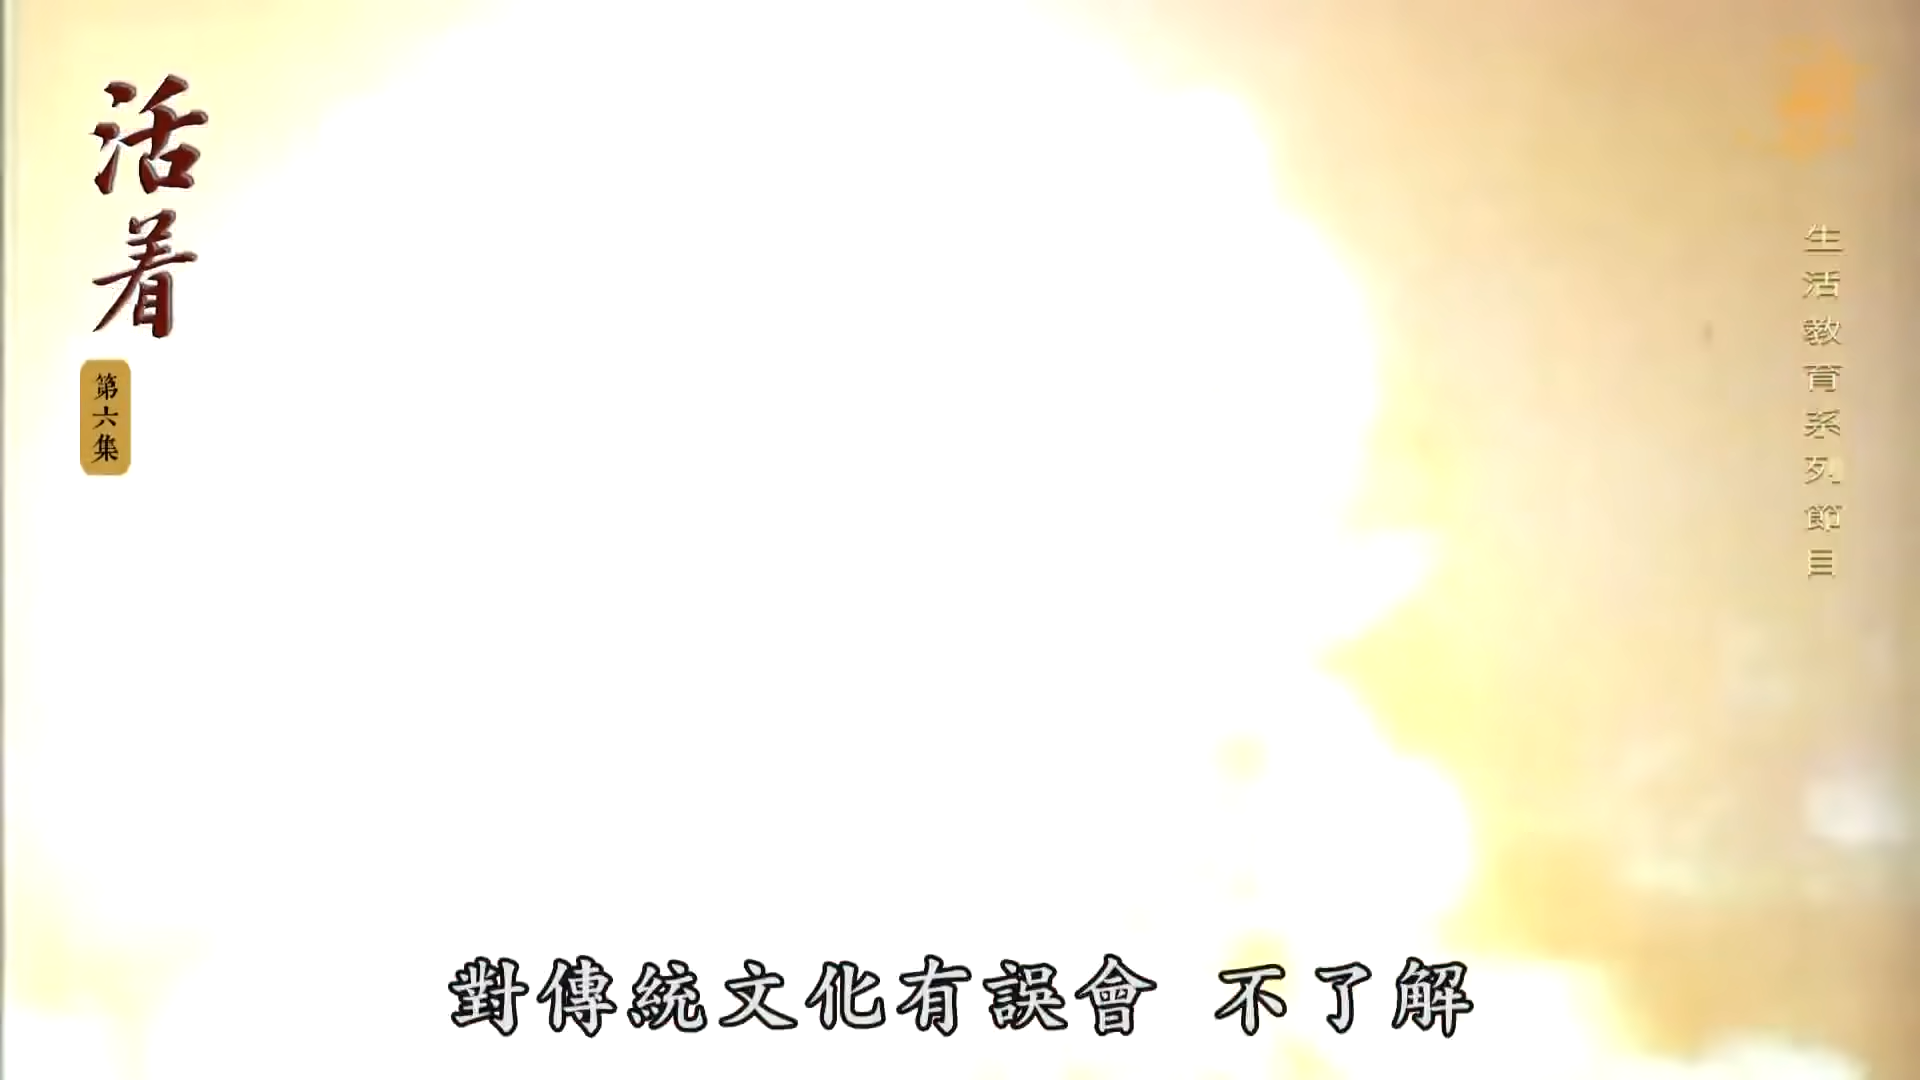 活着
第六集
生活教育系列節目
對傳統文化有誤會 不了解